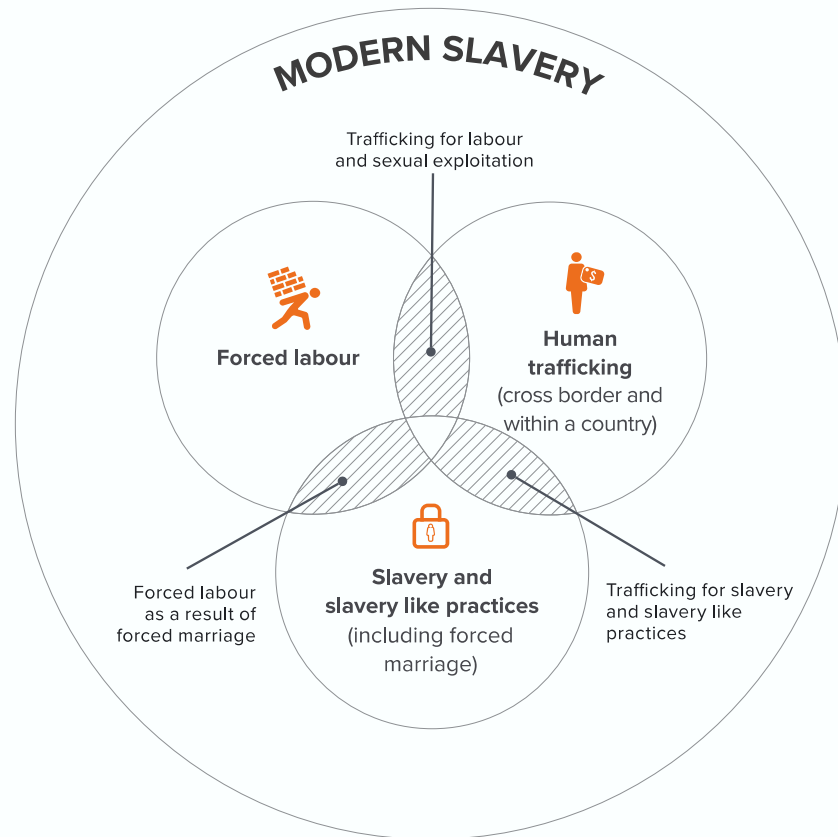 MODERN SLAVERY
Trafficking for labour
and sexual exploitation
Forced labour
$
Human
trafficking
(cross border and
within a country)
Slavery and
slavery like practices
(including forced
marriage)
Forced labour
as a result of
forced marriage
Trafficking for slavery
and slavery like
practices